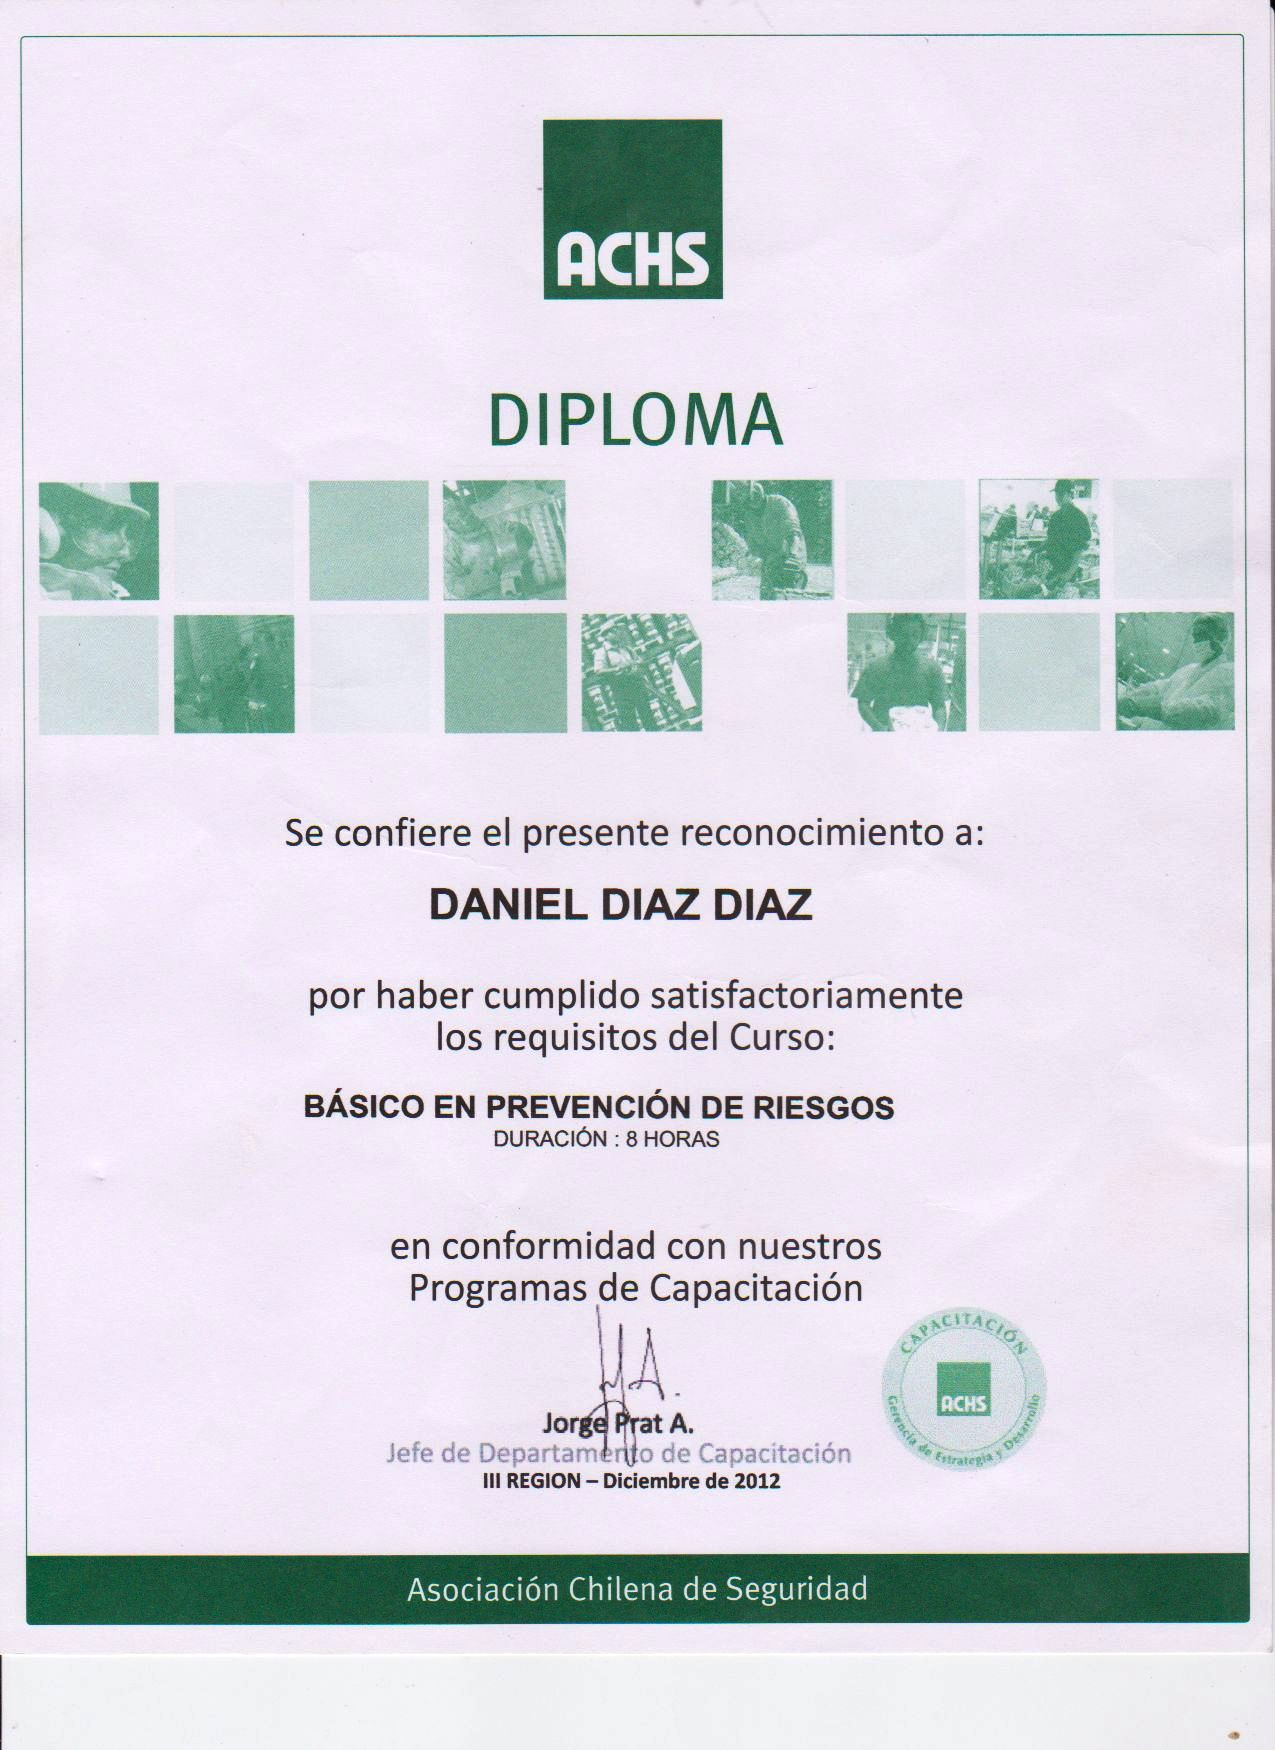 ACHS
DIPLOMA
Se confiere el presente reconocimiento a:
DANIEL DIAZ DIAZ
por haber cumplido satisfactoriamente
los requisitos del Curso:
BÁSICO EN PREVENCIÓN DE RIESGOS
DURACIÓN : 8 HORAS
en conformidad con nuestros
Programas de Capacitación
Jorge Prat A.
Jefe de Departamento de Capacitación
III REGION – Diciembre de 2012
CAPACITACIÓN
ACHS
Gerencia de Estrategia y Desarrollo
Asociación Chilena de Seguridad